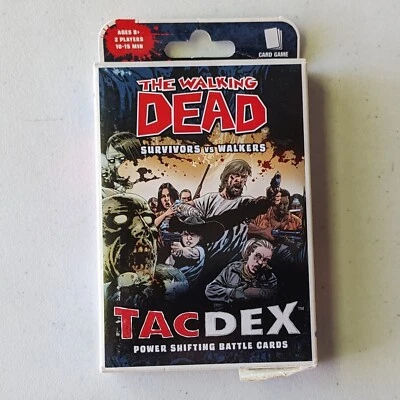 AGES 8+
2 PLAYERS
10-15 MIN
CARD GAME
THE WALKING
DEAD
SURVIVORS vs WALKERS
TACDEX™
POWER SHIFTING BATTLE CARDS